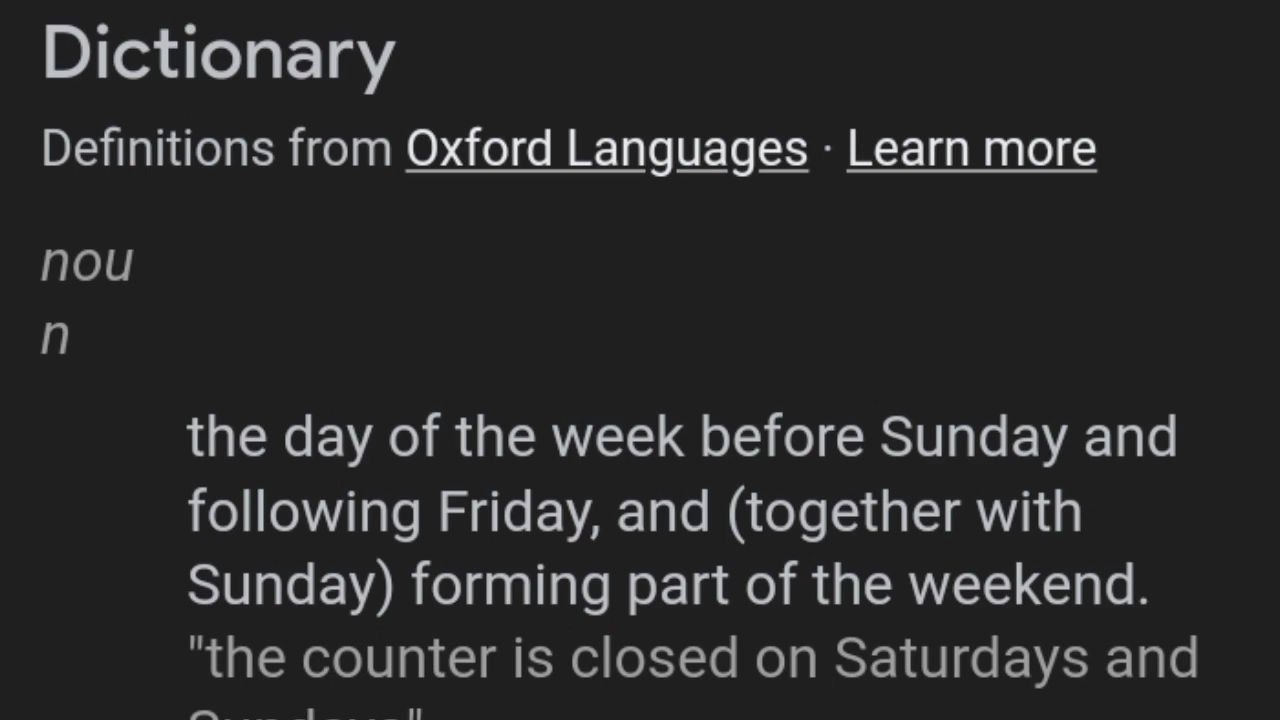 Dictionary
Definitions from Oxford Languages · Learn more
nou
n
the day of the week before Sunday and
following Friday, and (together with
Sunday) forming part of the weekend.
"the counter is closed on Saturdays and
Sundays"